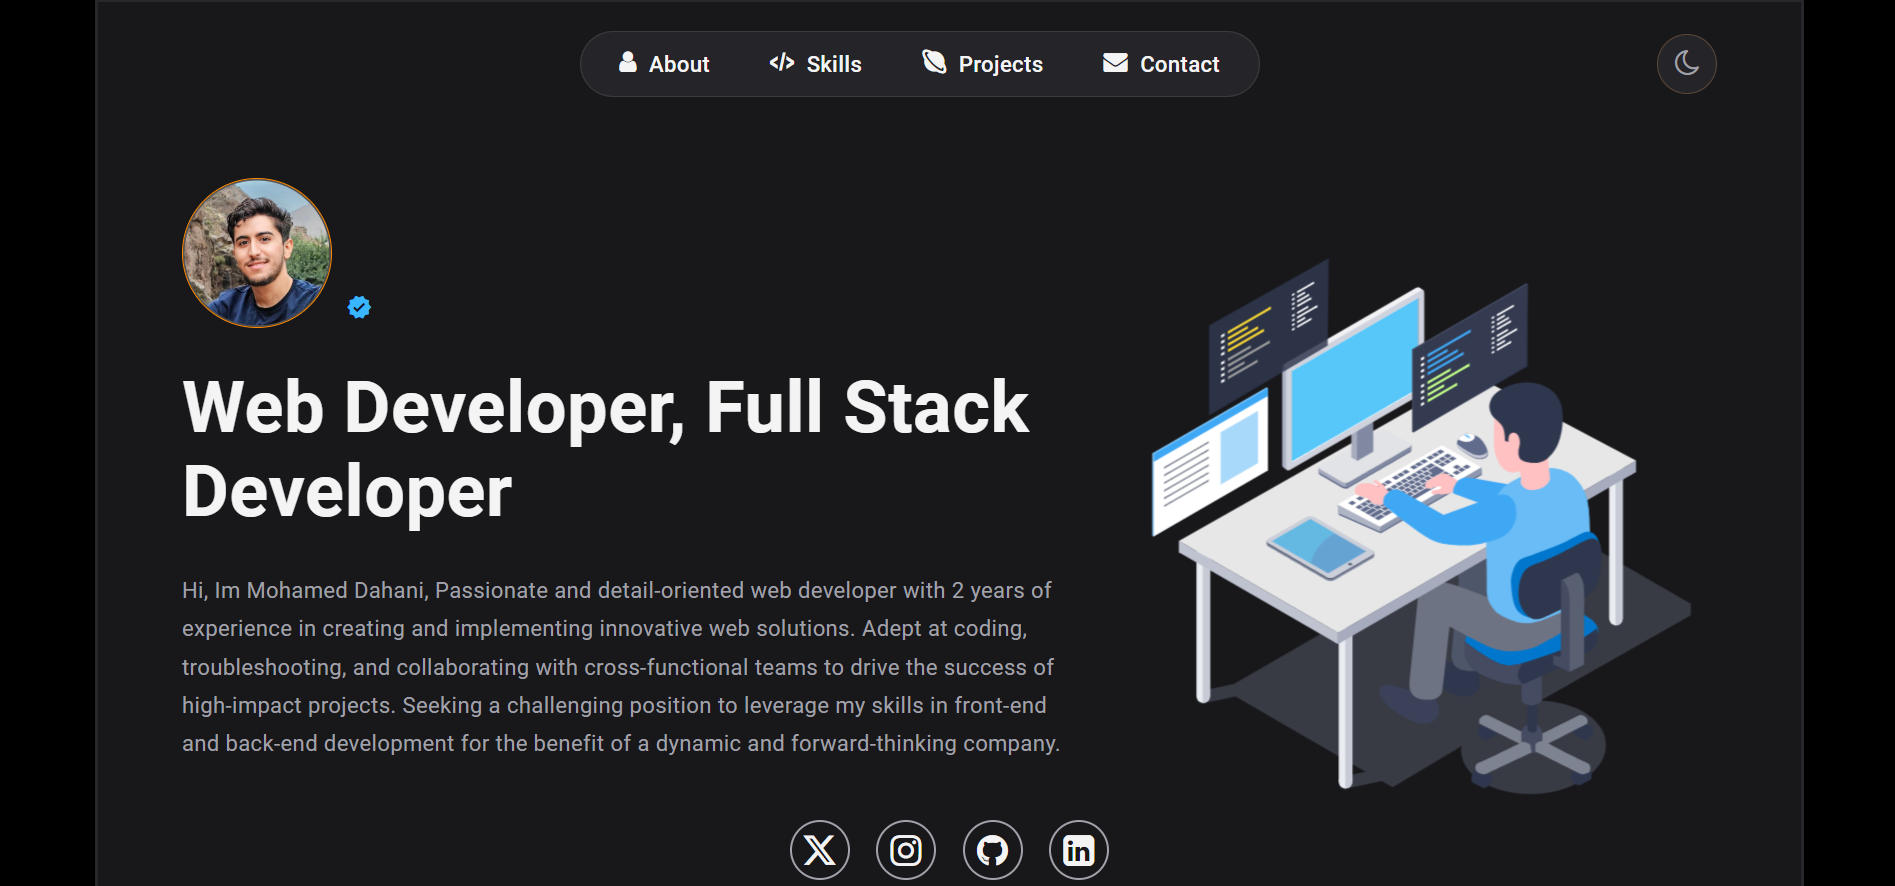 About Skills Projects Contact
Web Developer, Full Stack
Developer
Hi, Im Mohamed Dahani, Passionate and detail-oriented web developer with 2 years of
experience in creating and implementing innovative web solutions. Adept at coding,
troubleshooting, and collaborating with cross-functional teams to drive the success of
high-impact projects. Seeking a challenging position to leverage my skills in front-end
and back-end development for the benefit of a dynamic and forward-thinking company.